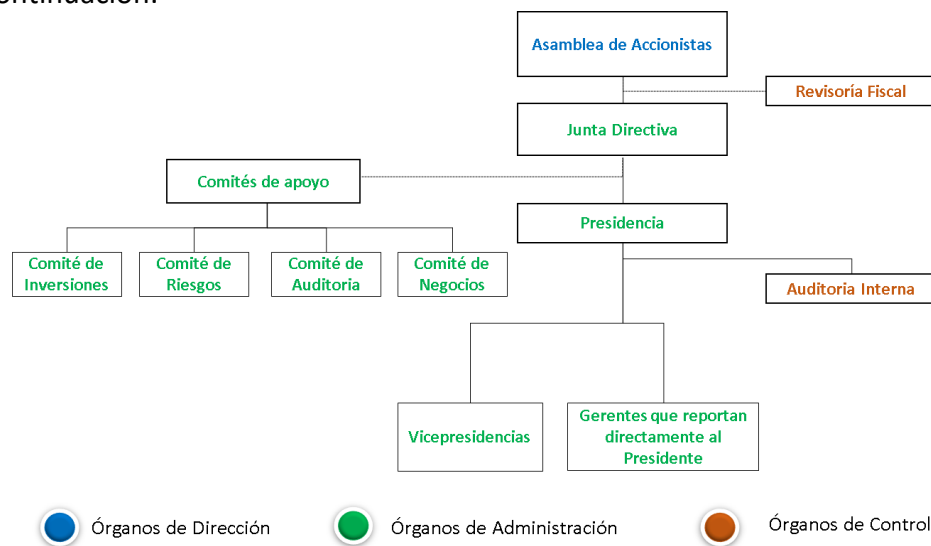 ontinuación.
Asamblea de Accionistas
Revisoría Fiscal
Junta Directiva
Comités de apoyo
Presidencia
Comité de
Inversiones
Comité de
Riesgos
Comité de
Auditoria
Comité de
Negocios
Auditoria Interna
Vicepresidencias
Gerentes que reportan
directamente al
Presidente
Órganos de Dirección
Órganos de Administración
Órganos de Control